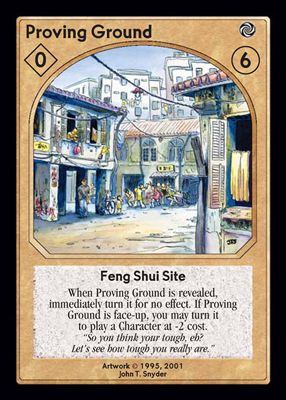 Proving Ground
0
6
Feng Shui Site
When Proving Ground is revealed,
immediately turn it for no effect. If Proving
Ground is face-up, you may turn it
to play a Character at -2 cost.
"So you think your tough, eh?
Let's see how tough you really are."
Artwork © 1995, 2001
John T. Snyder